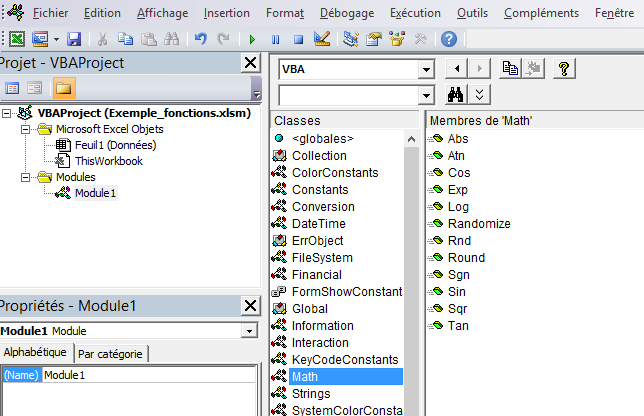 Fichier Edition Affichage Insertion Format Débogage Exécution Outils Compléments Fenêtre
Projet - VBAProject
VBAProject (Exemple_fonctions.xlsm)
Microsoft Excel Objets
Feuil1 (Données)
ThisWorkbook
Modules
Module1
Propriétés - Module1
Module1 Module
Alphabétique Par catégorie
(Name) Module1
VBA
Classes
<globales>
Collection
ColorConstants
Constants
Conversion
DateTime
ErrObject
FileSystem
Financial
FormShowConstant
Global
Information
Interaction
KeyCodeConstants
Math
Strings
SystemColorConsta
Membres de 'Math'
Abs
Atn
Cos
Exp
Log
Randomize
Rnd
Round
Sgn
Sin
Sqr
Tan